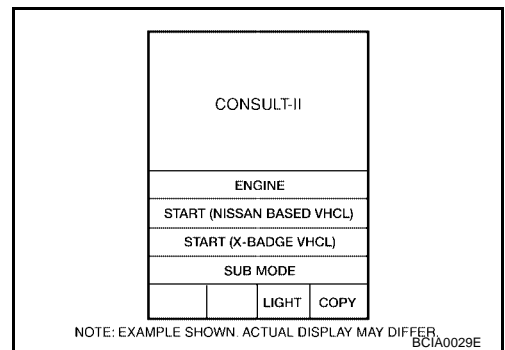 CONSULT-II
ENGINE
START (NISSAN BASED VHCL)
START (X-BADGE VHCL)
SUB MODE
LIGHT COPY
NOTE: EXAMPLE SHOWN. ACTUAL DISPLAY MAY DIFFER.
BCIA0029E